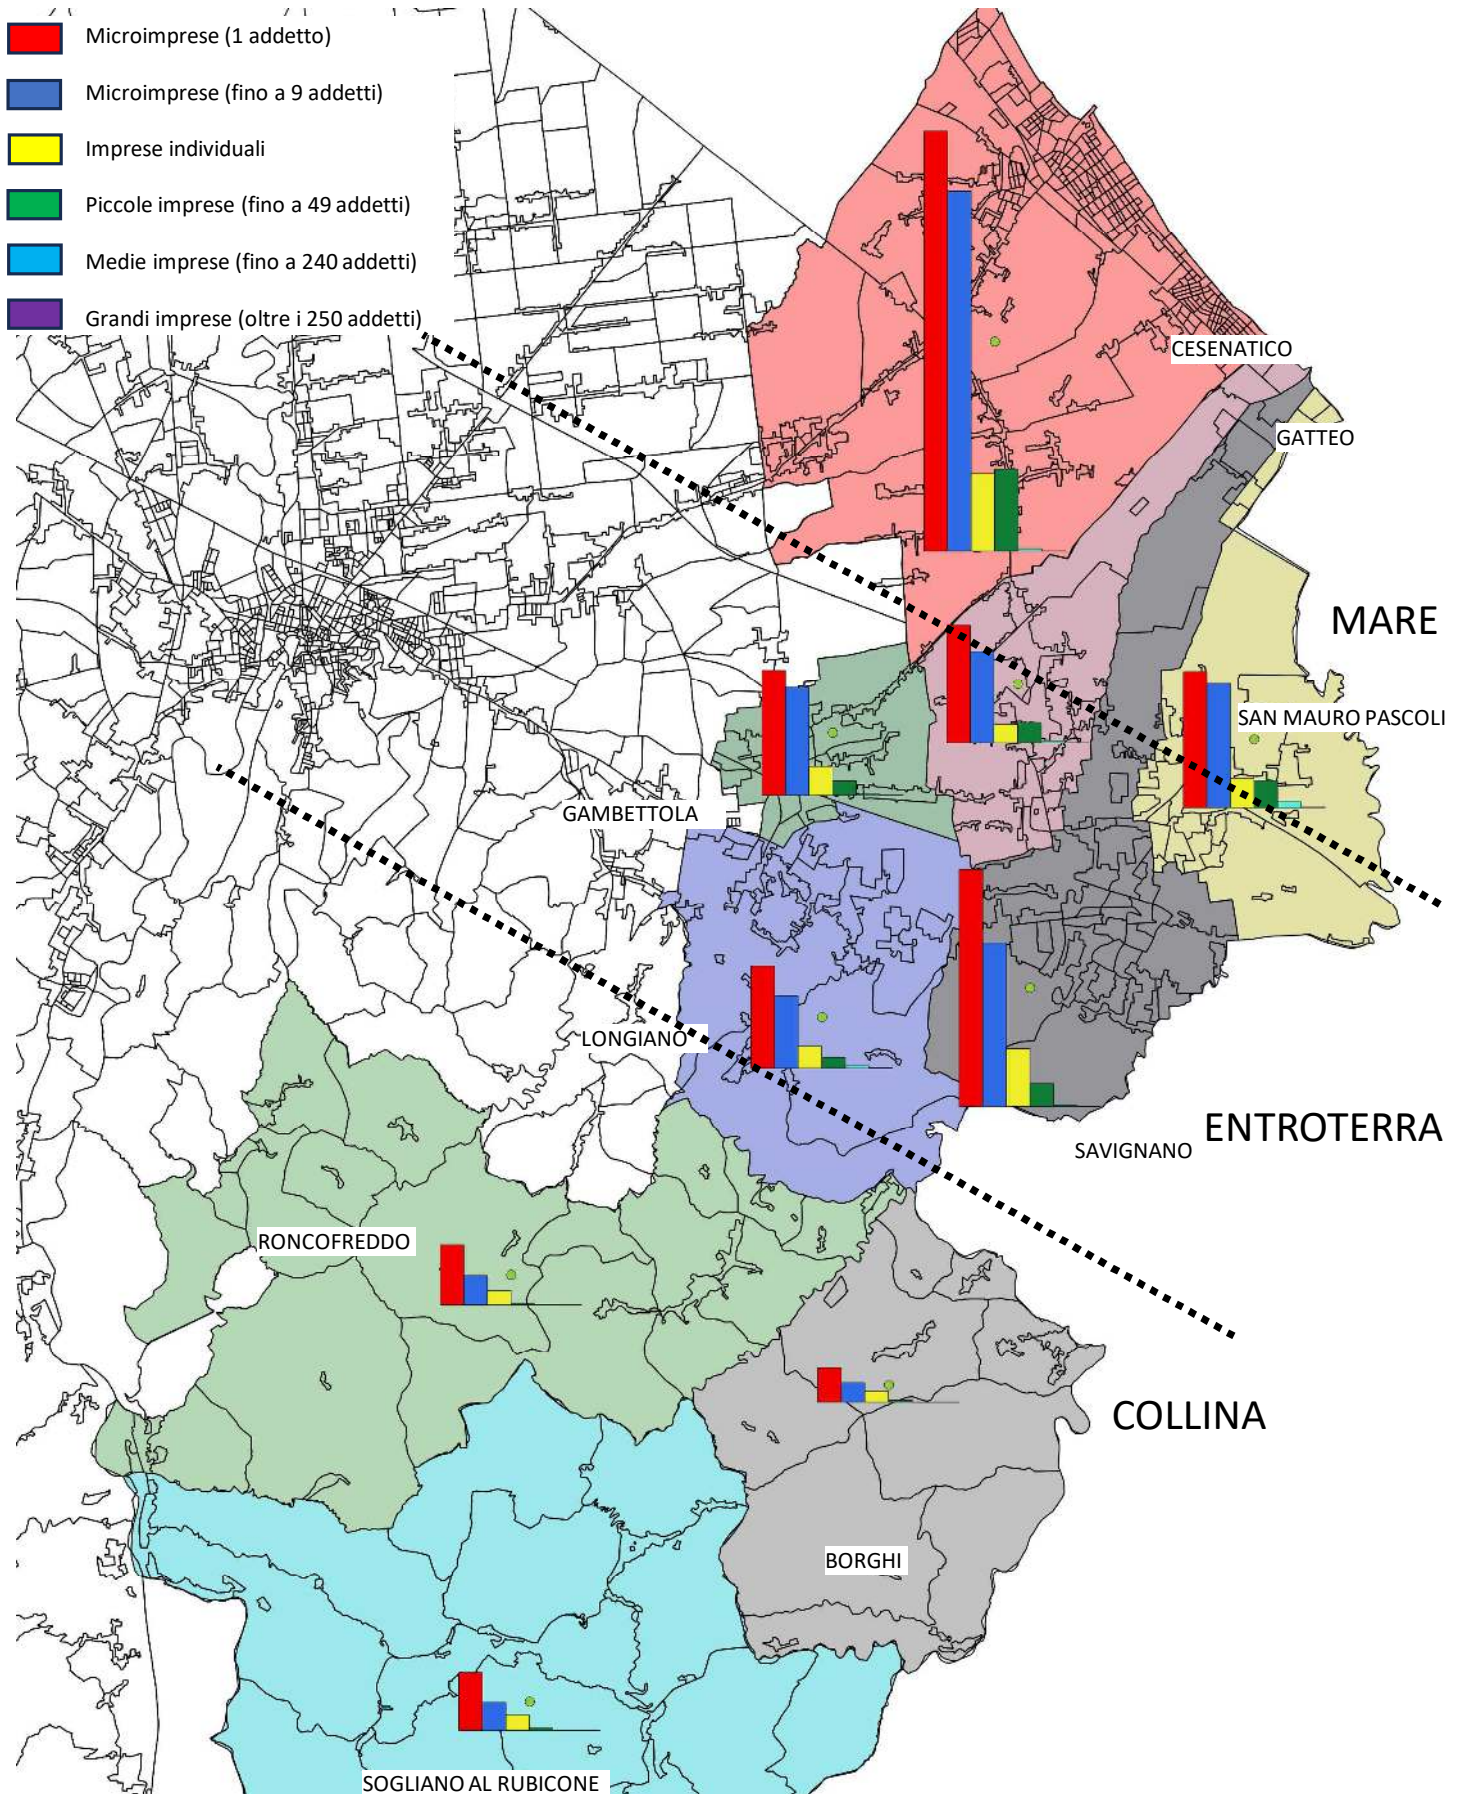 Microimprese (1 addetto)
Microimprese (fino a 9 addetti)
Imprese individuali
Piccole imprese (fino a 49 addetti)
Medie imprese (fino a 240 addetti)
Grandi imprese (oltre i 250 addetti)
CESENATICO
GATTEO
MARE
SAN MAURO PASCOLI
GAMBETTOLA
LONGIANO
ENTROTERRA
SAVIGNANO
RONCOFREDDO
COLLINA
BORGHI
SOGLIANO AL RUBICONE